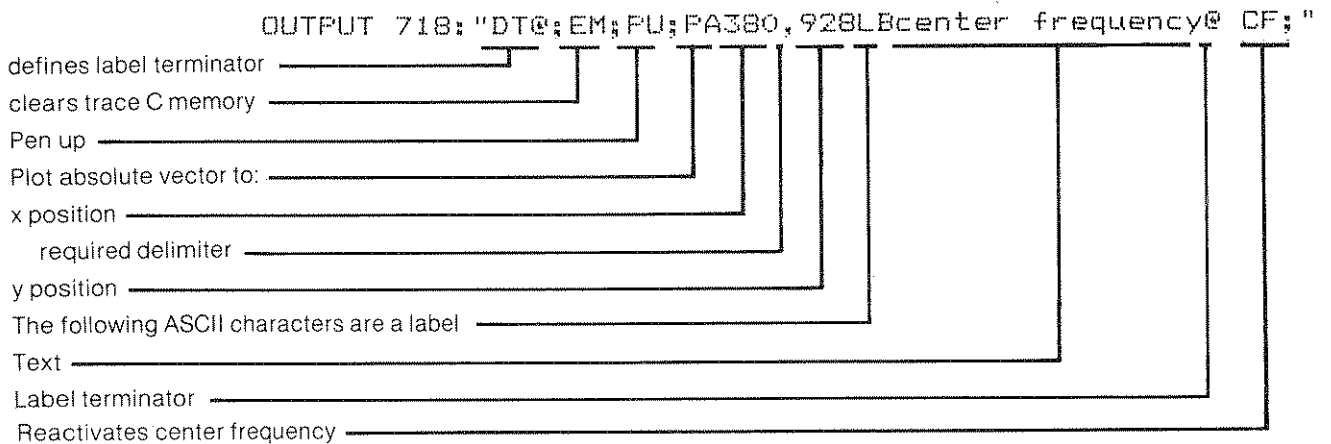 OUTPUT 718;"DT@;EM;PU;PA380,928LBcenter frequency@ CF;"
defines label terminator
clears trace C memory
Pen up
Plot absolute vector to:
x position
required delimiter
y position
The following ASCII characters are a label
Text
Label terminator
Reactivates center frequency